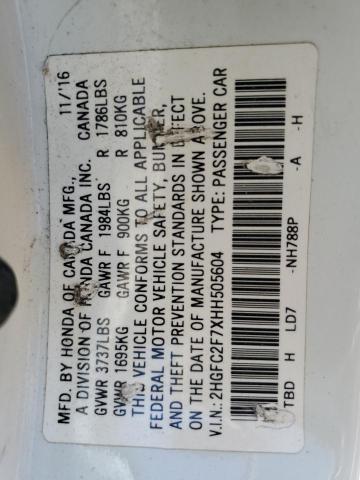 MFD. BY HONDA OF CANADA MFG., 11/'16
A DIVISION OF HONDA CANADA INC. CANADA
GVWR 3737LBS GAWR F 1984LBS R 1786LBS
GVWR 1695KG GAWR F 900KG R 810KG
THIS VEHICLE CONFORMS TO ALL APPLICABLE
FEDERAL MOTOR VEHICLE SAFETY, BUMPER,
AND THEFT PREVENTION STANDARDS IN EFFECT
ON THE DATE OF MANUFACTURE SHOWN ABOVE.
V.I.N.: 2HGFC2F7XHH505604 TYPE: PASSENGER CAR
TBD H LD7 -NH788P -A -H